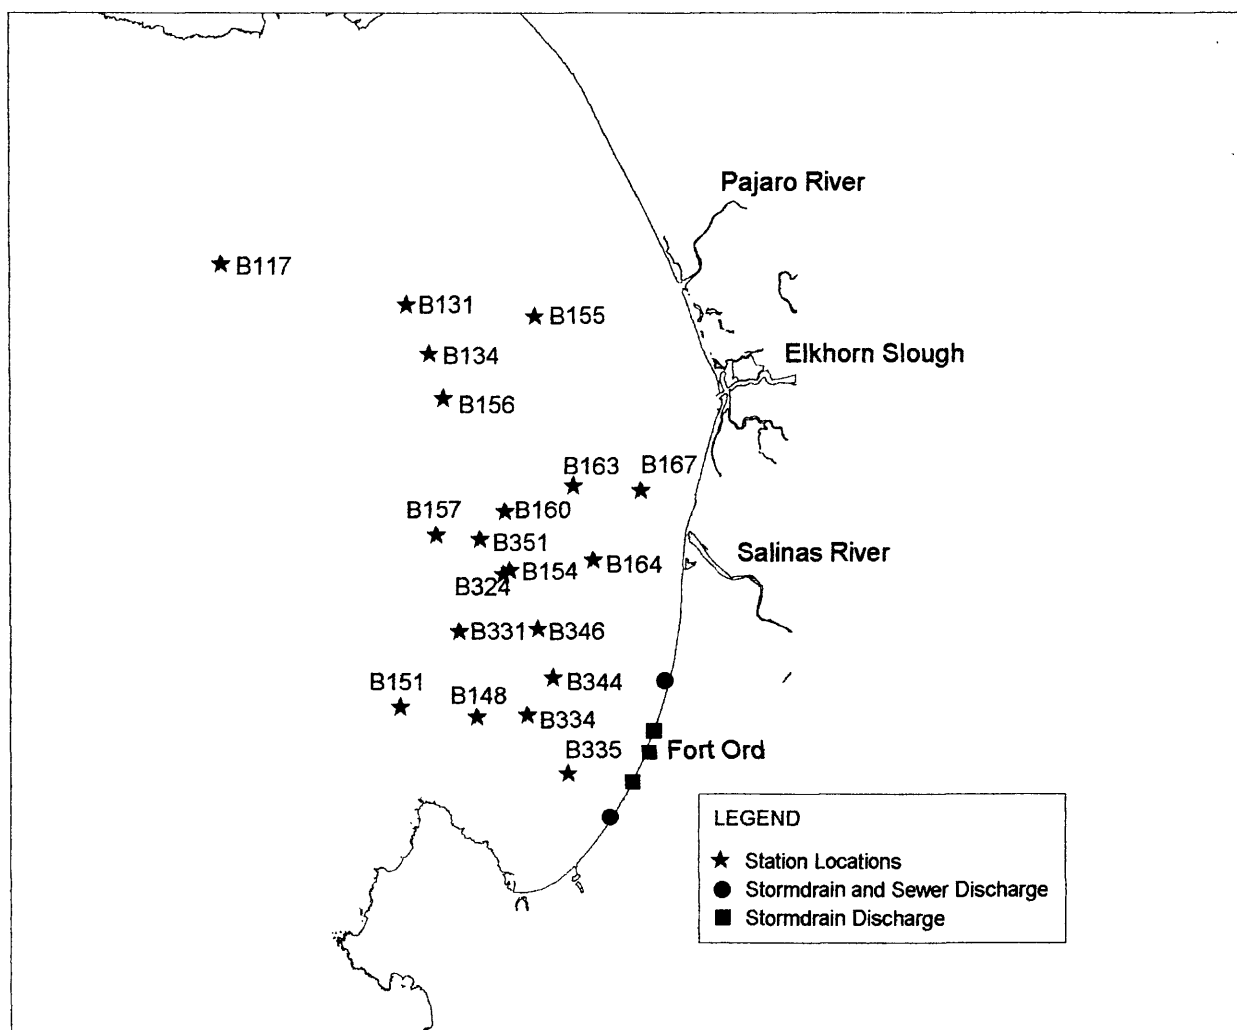 Pajaro River
B117
B131
B155
B134
Elkhorn Slough
B156
B163
B167
B157
B160
B351
Salinas River
B154
B164
B324
B331
B346
B151
B148
B344
B334
B335
Fort Ord
LEGEND
Station Locations
Stormdrain and Sewer Discharge
Stormdrain Discharge